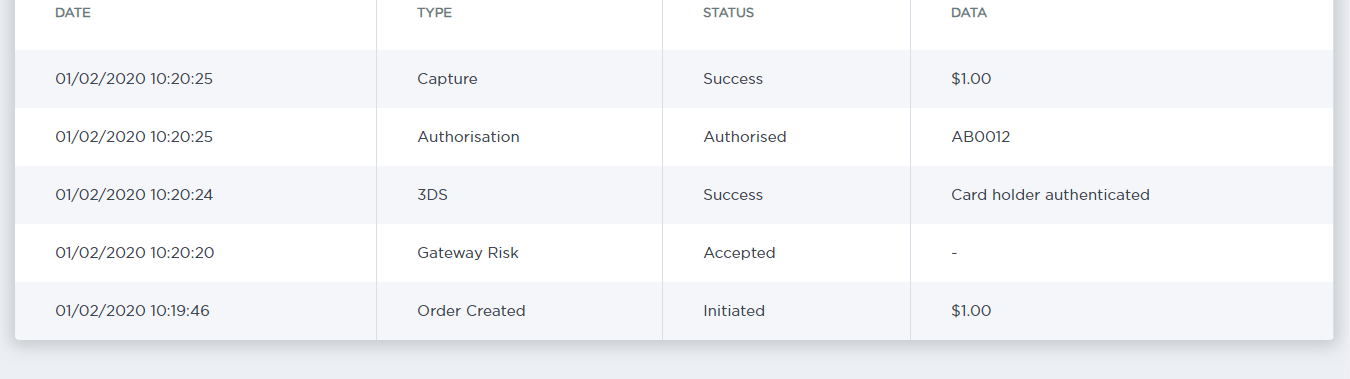 DATE TYPE STATUS DATA
01/02/2020 10:20:25 Capture Success $1.00
01/02/2020 10:20:25 Authorisation Authorised AB0012
01/02/2020 10:20:24 3DS Success Card holder authenticated
01/02/2020 10:20:20 Gateway Risk Accepted -
01/02/2020 10:19:46 Order Created Initiated $1.00